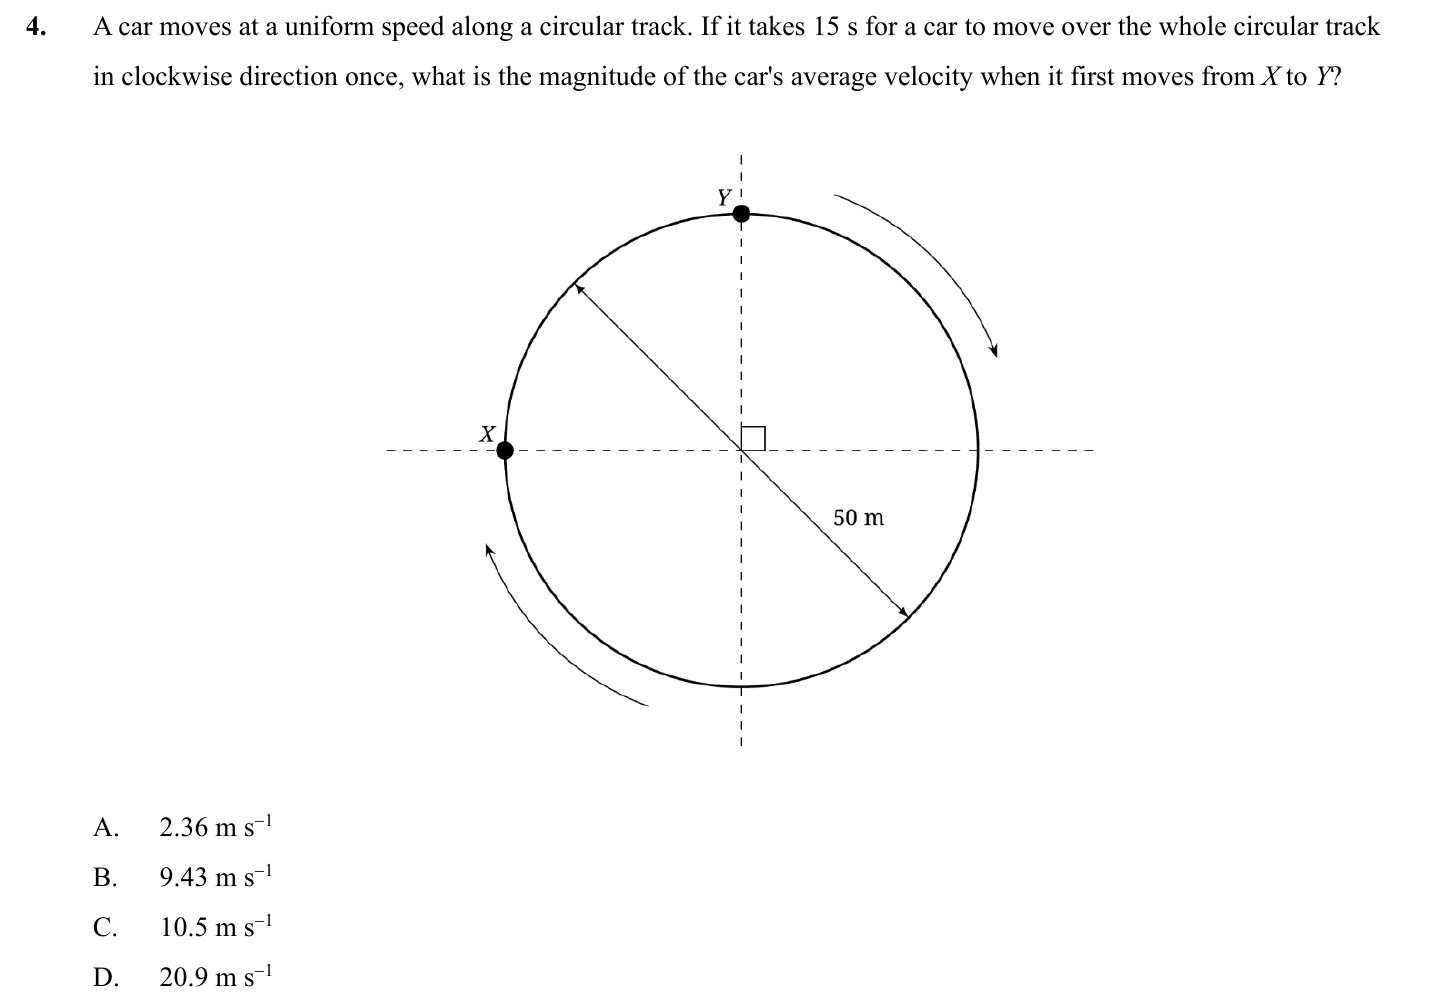 4. A car moves at a uniform speed along a circular track. If it takes 15 s for a car to move over the whole circular track
in clockwise direction once, what is the magnitude of the car's average velocity when it first moves from X to Y?
Y
X
50 m
A. 2.36 m s⁻¹
B. 9.43 m s⁻¹
C. 10.5 m s⁻¹
D. 20.9 m s⁻¹